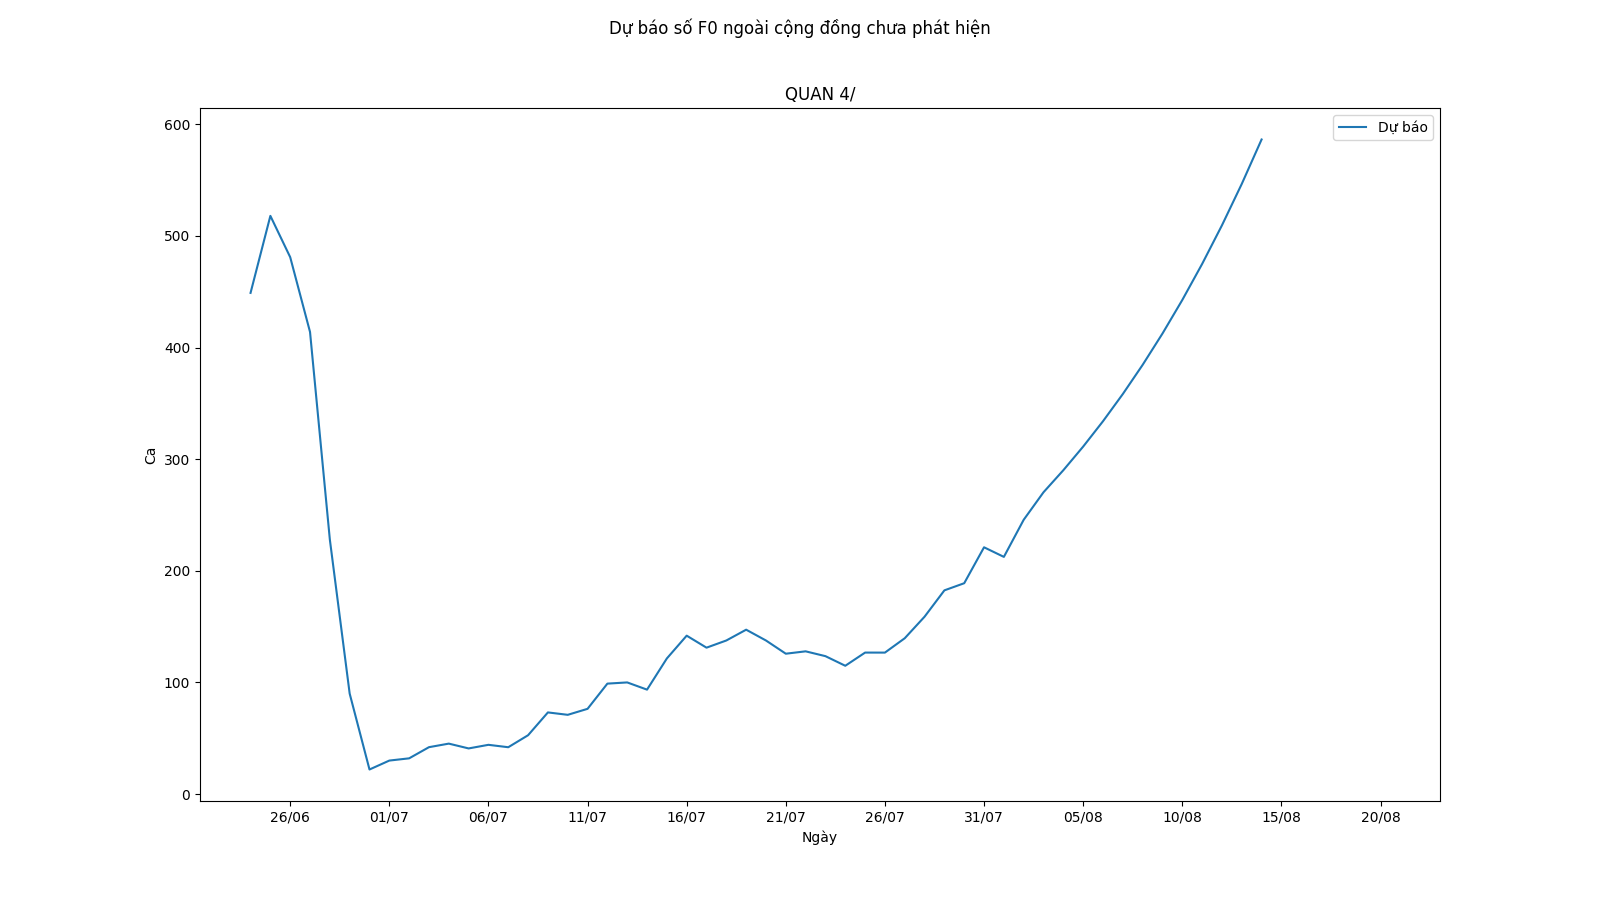 Dự báo số F0 ngoài cộng đồng chưa phát hiện
QUAN 4/
Dự báo
600
500
400
300
200
100
0
Ca
26/06 01/07 06/07 11/07 16/07 21/07 26/07 31/07 05/08 10/08 15/08 20/08
Ngày